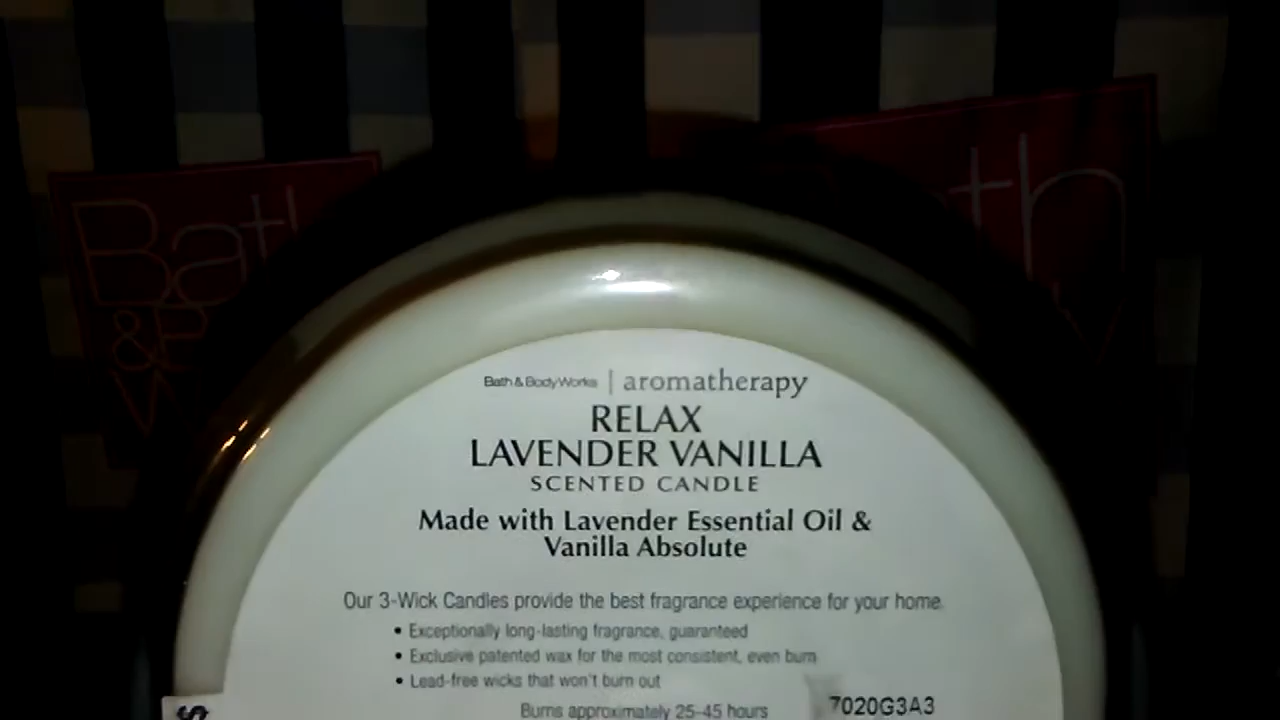 Bath
&B
W
th
Bath & Body Works | aromatherapy
RELAX
LAVENDER VANILLA
SCENTED CANDLE
Made with Lavender Essential Oil &
Vanilla Absolute
Our 3-Wick Candles provide the best fragrance experience for your home.
• Exceptionally long-lasting fragrance, guaranteed
• Exclusive patented wax for the most consistent, even burn
• Lead-free wicks that won't burn out
Burns approximately 25-45 hours
7020G3A3